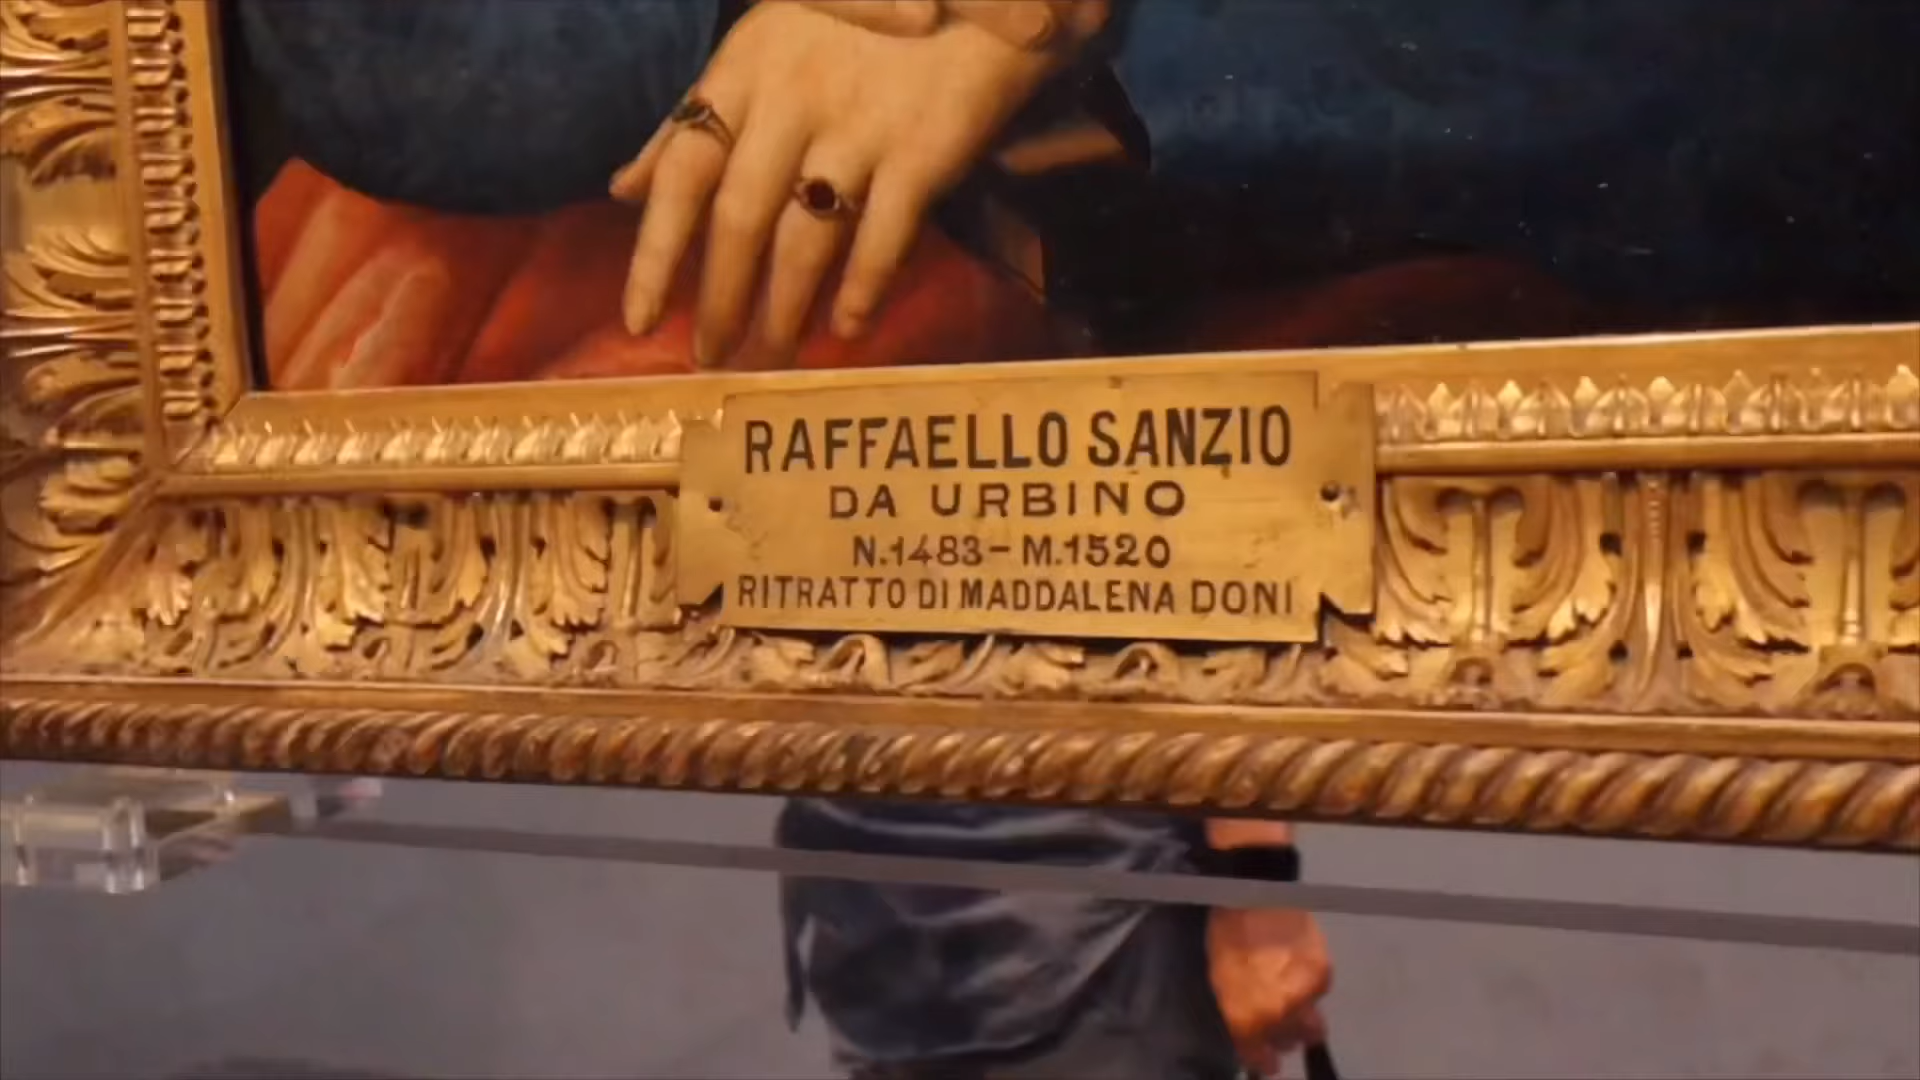 RAFFAELLO SANZIO
DA URBINO
N.1483-M.1520
RITRATTO DI MADDALENA DONI